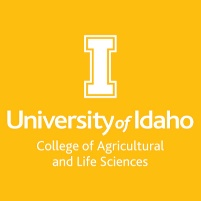 I
University of Idaho
College of Agricultural
and Life Sciences